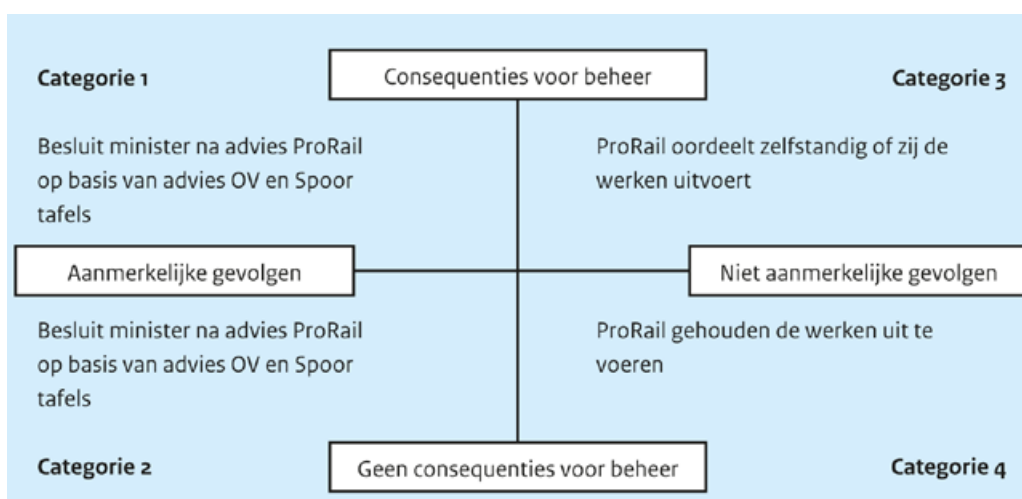 Categorie 1
Consequenties voor beheer
Categorie 3
Besluit minister na advies ProRail
op basis van advies OV en Spoor
tafels
ProRail oordeelt zelfstandig of zij de
werken uitvoert
Aanmerkelijke gevolgen
Niet aanmerkelijke gevolgen
Besluit minister na advies ProRail
op basis van advies OV en Spoor
tafels
ProRail gehouden de werken uit te
voeren
Categorie 2
Geen consequenties voor beheer
Categorie 4